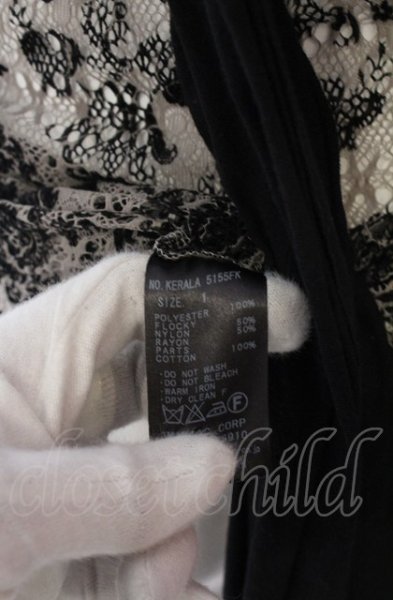 NO. KERALA 5155FK
SIZE 1
POLYESTER 100%
FLOCKY
NYLON 50%
RAYON 50%
PARTS
COTTON 100%
· DO NOT WASH
· DO NOT BLEACH
· WARM IRON
· DRY CLEAN F
F
CORP
closetchild